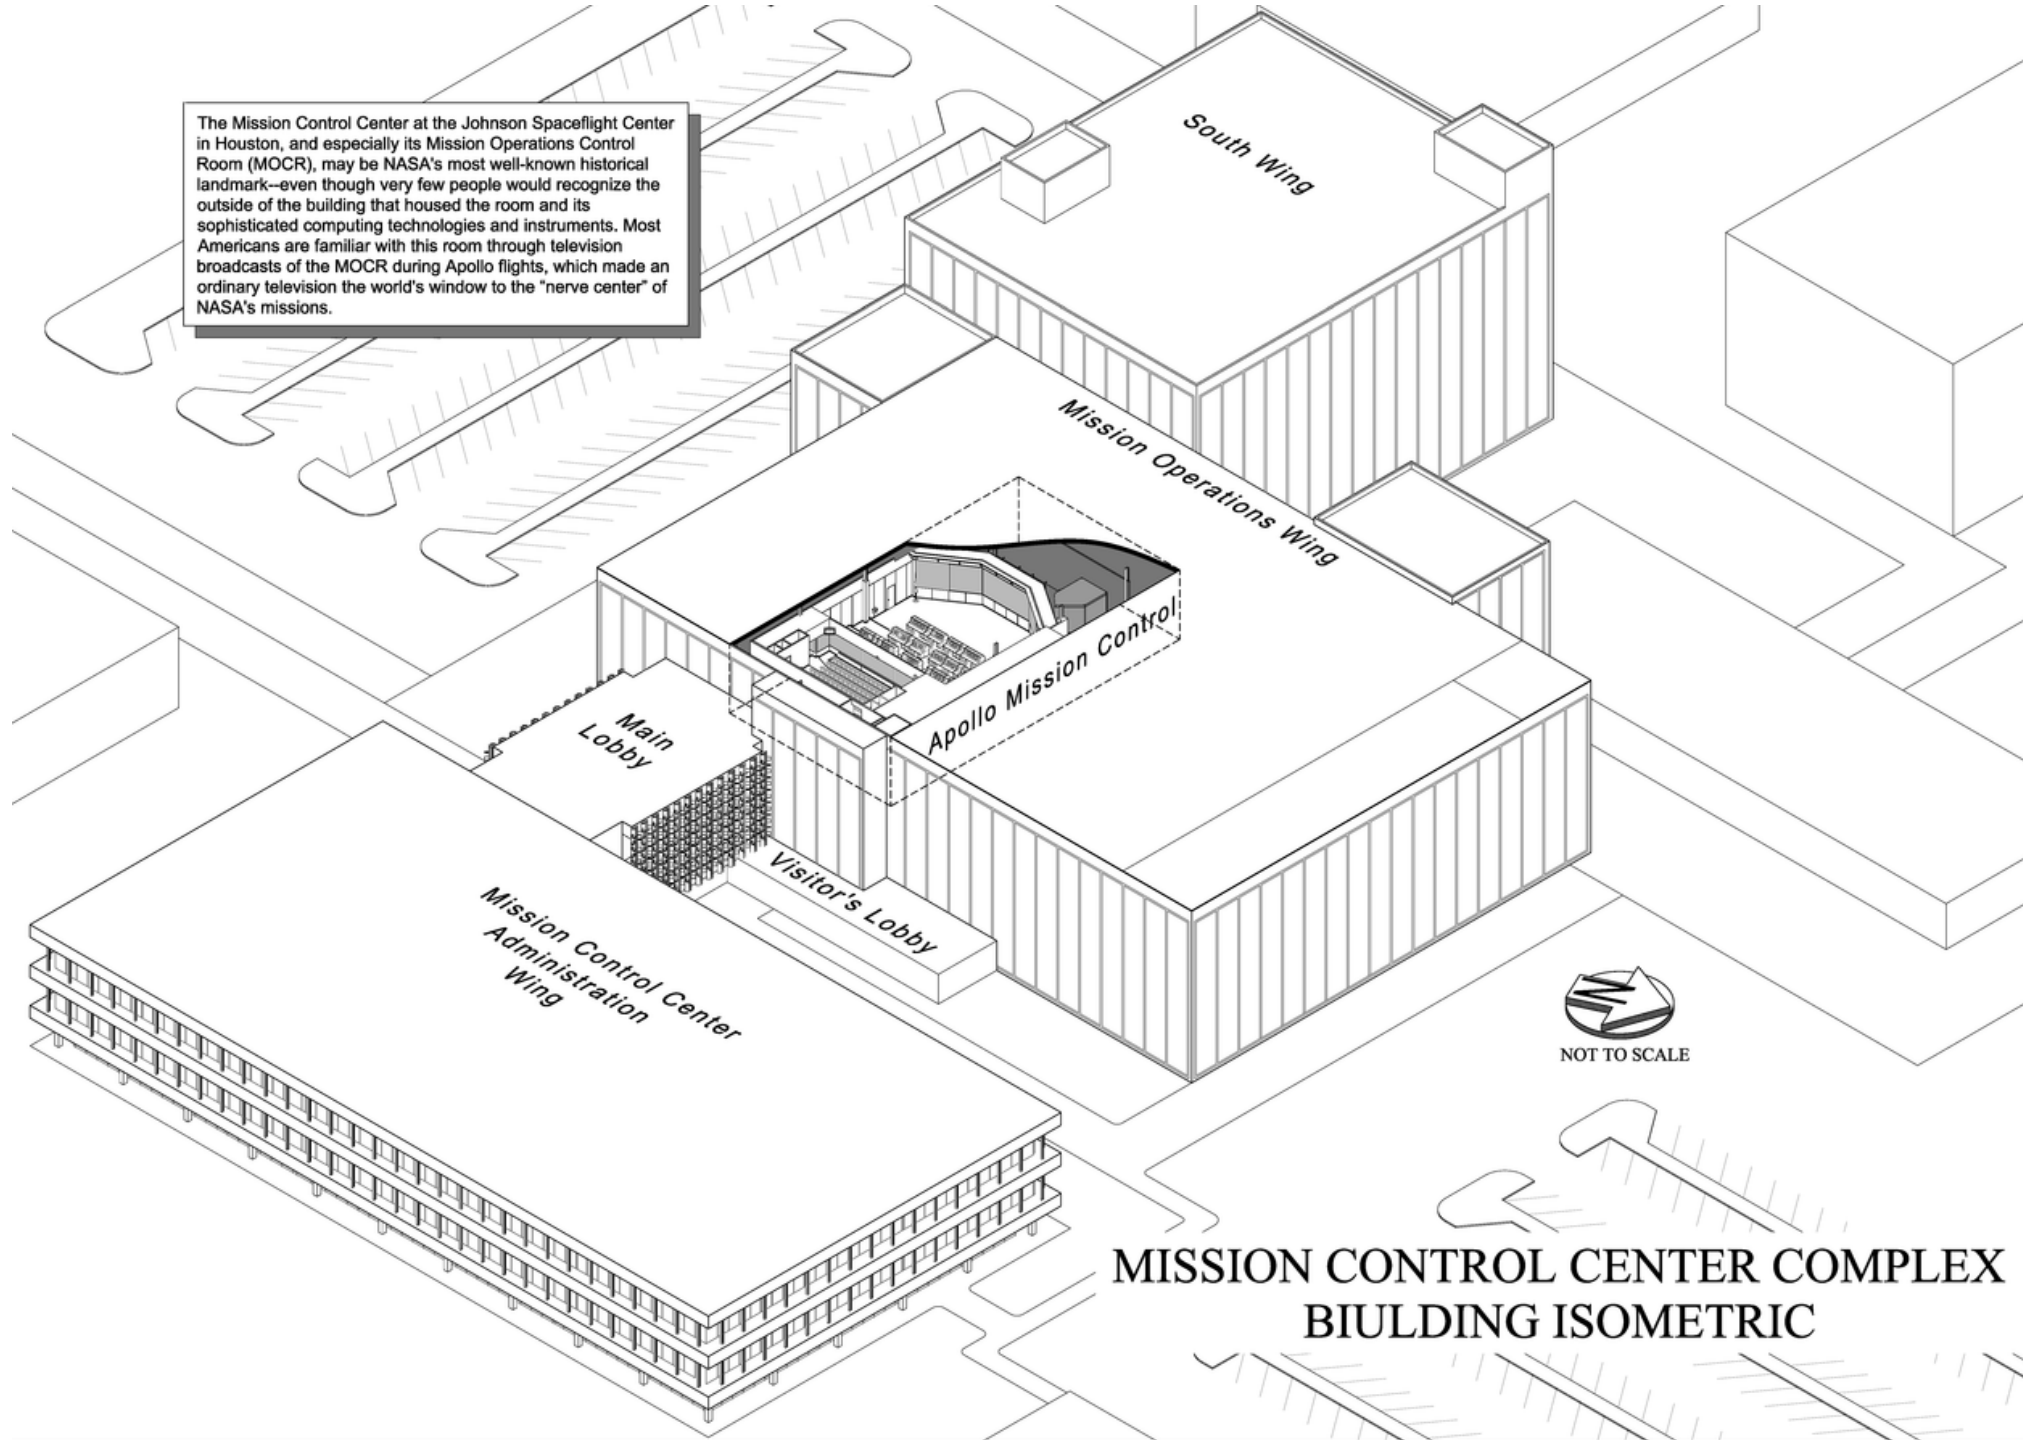 The Mission Control Center at the Johnson Spaceflight Center
in Houston, and especially its Mission Operations Control
Room (MOCR), may be NASA's most well-known historical
landmark--even though very few people would recognize the
outside of the building that housed the room and its
sophisticated computing technologies and instruments. Most
Americans are familiar with this room through television
broadcasts of the MOCR during Apollo flights, which made an
ordinary television the world's window to the "nerve center" of
NASA's missions.
South Wing
Mission Operations Wing
Apollo Mission Control
Main
Lobby
Visitor's Lobby
Mission Control Center
Administration
Wing
N
NOT TO SCALE
MISSION CONTROL CENTER COMPLEX
BIULDING ISOMETRIC